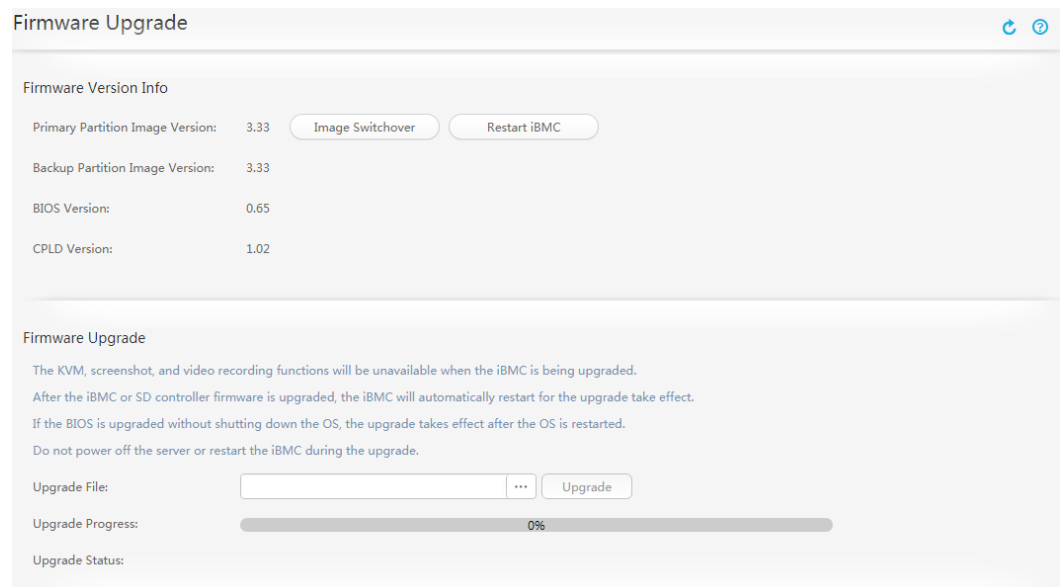 Firmware Upgrade
Firmware Version Info
Primary Partition Image Version: 3.33 Image Switchover Restart iBMC
Backup Partition Image Version: 3.33
BIOS Version: 0.65
CPLD Version: 1.02
Firmware Upgrade
The KVM, screenshot, and video recording functions will be unavailable when the iBMC is being upgraded.
After the iBMC or SD controller firmware is upgraded, the iBMC will automatically restart for the upgrade take effect.
If the BIOS is upgraded without shutting down the OS, the upgrade takes effect after the OS is restarted.
Do not power off the server or restart the iBMC during the upgrade.
Upgrade File: ... Upgrade
Upgrade Progress: 0%
Upgrade Status: